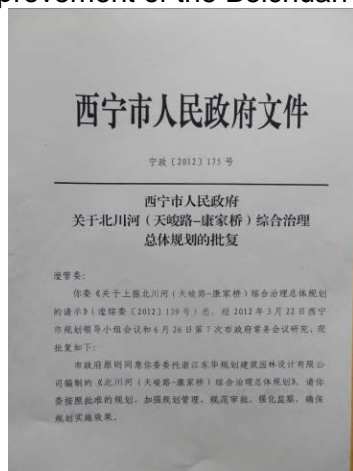 provement of the Beichuan
西宁市人民政府文件
宁政〔2012〕175号
西宁市人民政府
关于北川河（天峻路-康家桥）综合治理
总体规划的批复
湟管委：
你委《关于上报北川河（天峻路-康家桥）综合治理总体规划
的请示》（湟综委〔2012〕139号）悉。经2012年3月22日西宁
市规划领导小组会议和6月26日第7次市政府常务会议研究，现
批复如下：
市政府原则同意你委委托浙江东华规划建筑园林设计有限公
司编制的《北川河（天峻路-康家桥）综合治理总体规划》。请你
委按照批准的规划，加强规划管理，规范审批，强化监察，确保
规划实施效果。